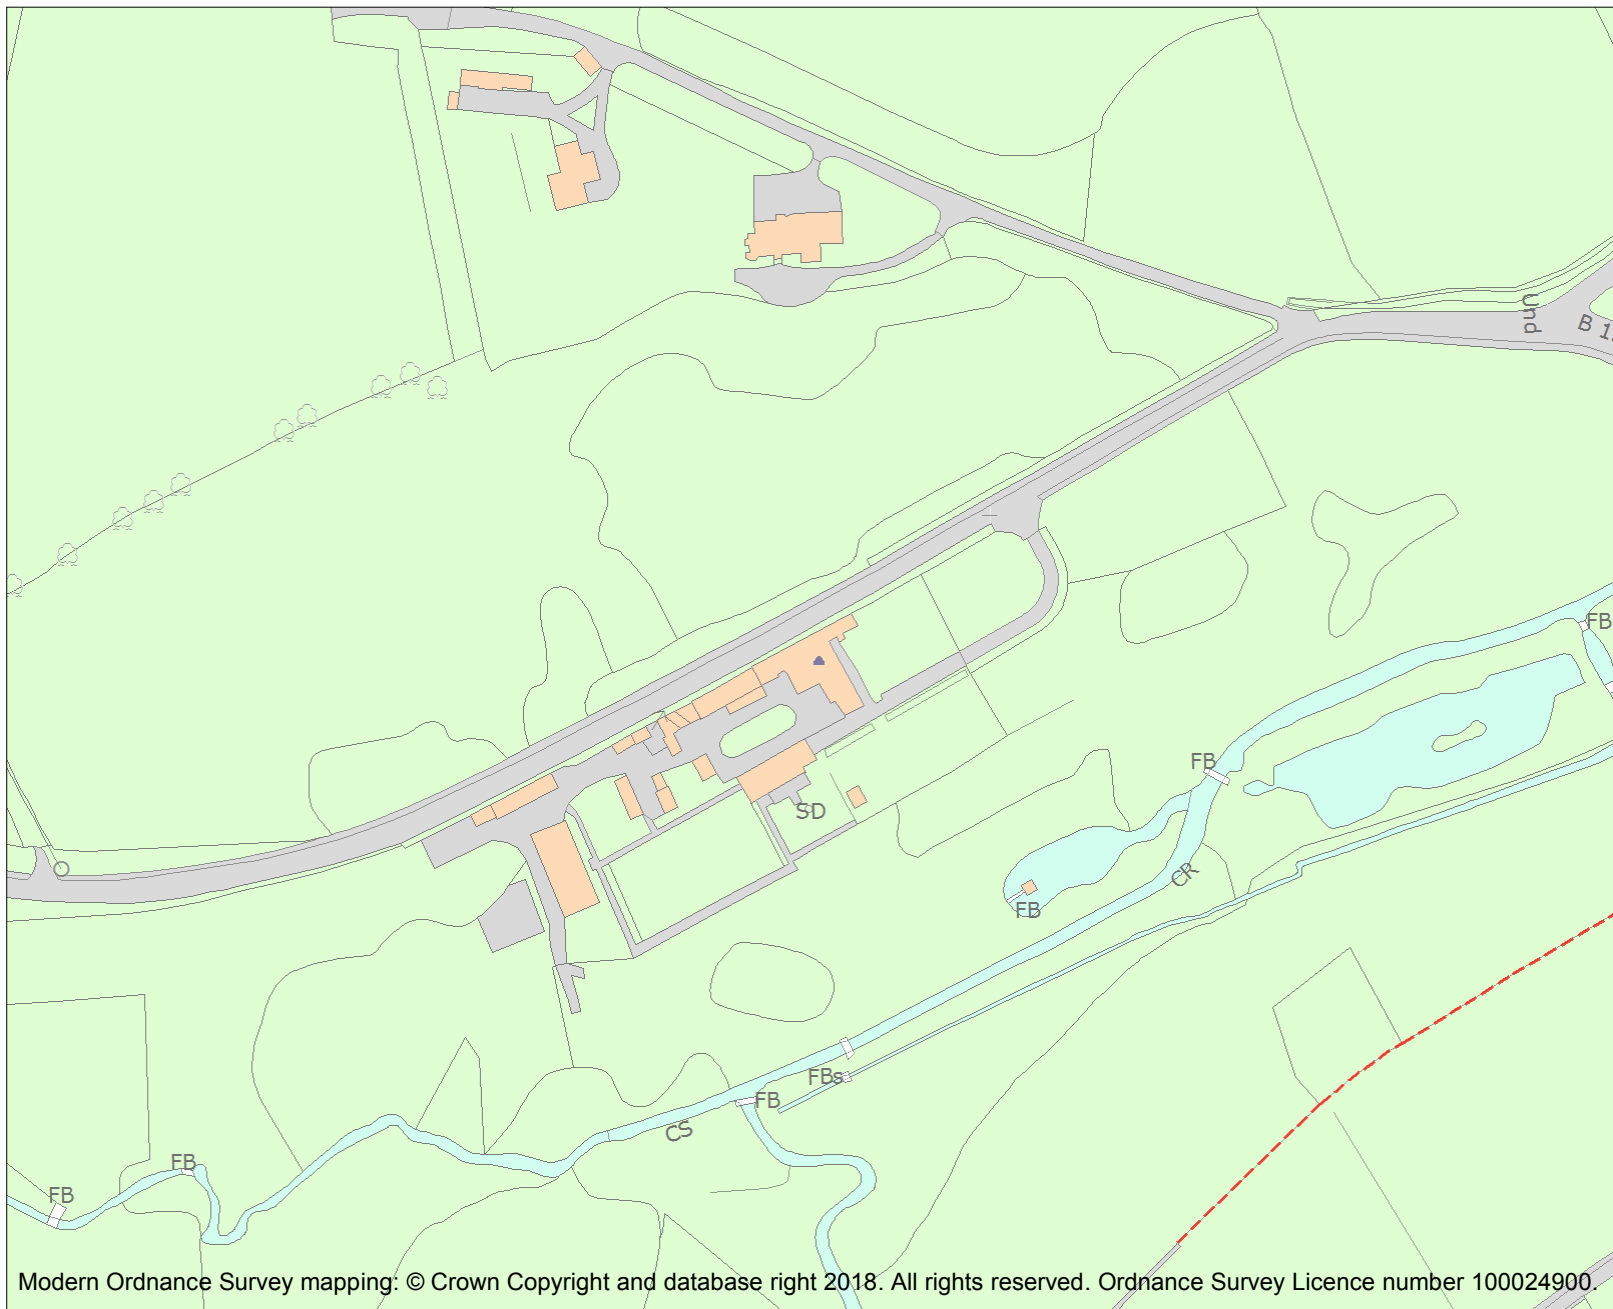 Und
B 1
FB
FB
SD
CR
FB
FBs
FB
CS
FB
FB
Modern Ordnance Survey mapping: © Crown Copyright and database right 2018. All rights reserved. Ordnance Survey Licence number 100024900.